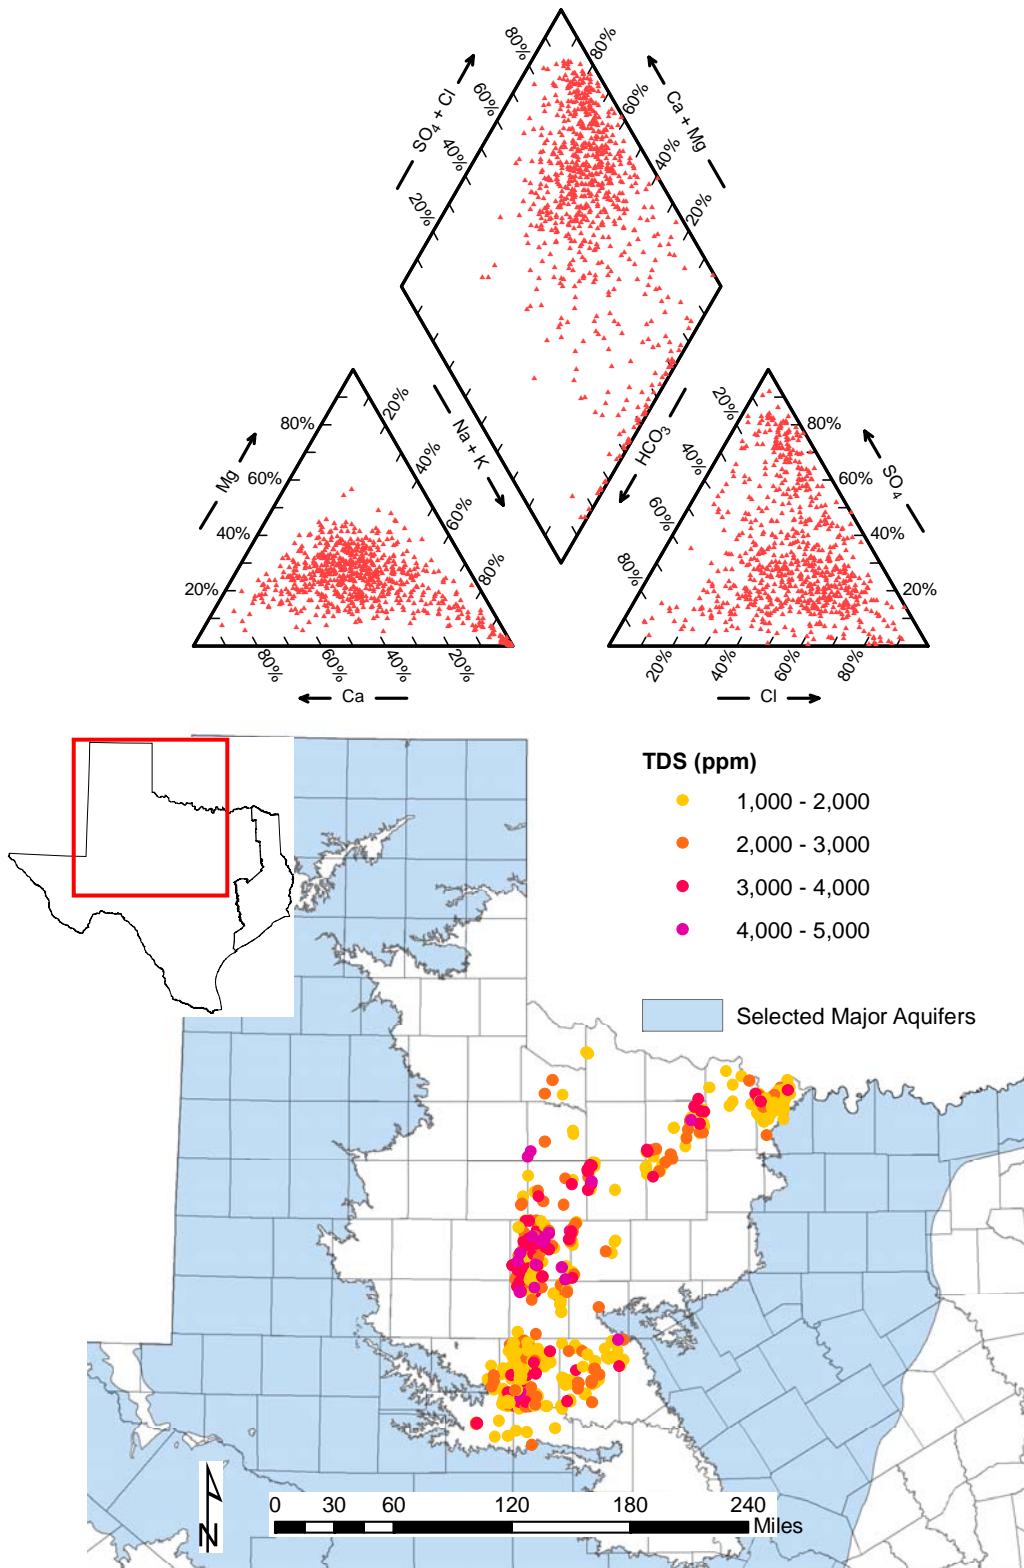 80%
80%
SO4 + Cl
Ca + Mg
60%
60%
40%
40%
20%
20%
Mg
Na + K
HCO3
SO4
80%
20%
20%
80%
60%
40%
40%
60%
40%
60%
60%
40%
20%
80%
80%
20%
80%
60%
40%
20%
20%
40%
60%
80%
Ca
Cl
TDS (ppm)
1,000 - 2,000
2,000 - 3,000
3,000 - 4,000
4,000 - 5,000
Selected Major Aquifers
N
0 30 60 120 180 240
Miles